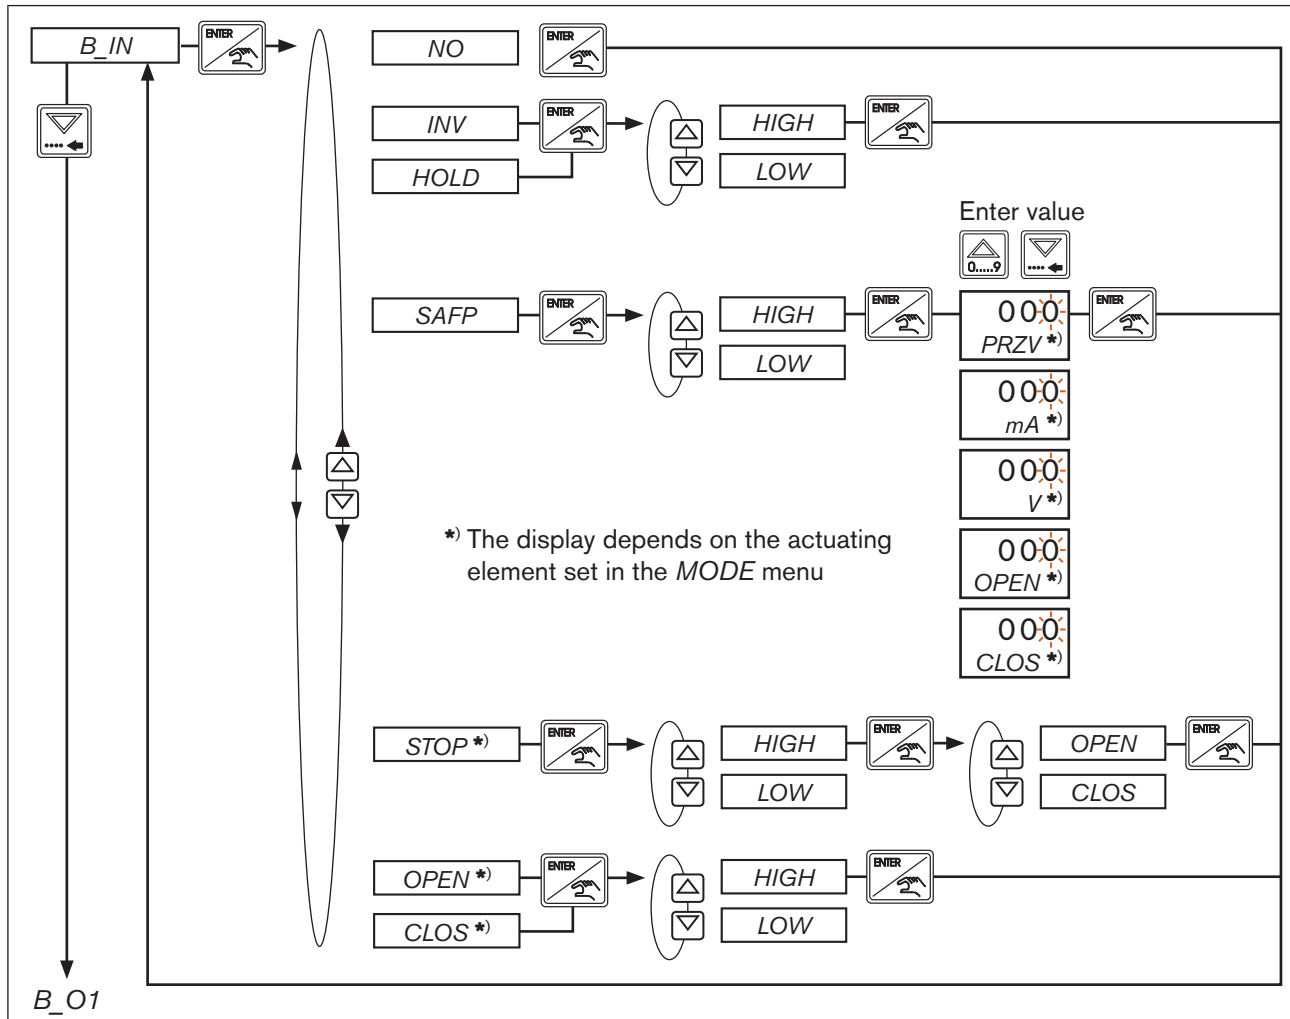 B_IN
ENTER
NO
ENTER
INV
ENTER
HIGH
ENTER
HOLD
LOW
Enter value
0.....9
SAFP
ENTER
HIGH
ENTER
000
PRZV *)
ENTER
LOW
000
mA *)
000
V *)
*) The display depends on the actuating
element set in the MODE menu
000
OPEN *)
000
CLOS *)
STOP *)
ENTER
HIGH
ENTER
OPEN
ENTER
LOW
CLOS
OPEN *)
ENTER
HIGH
ENTER
CLOS *)
LOW
B_O1